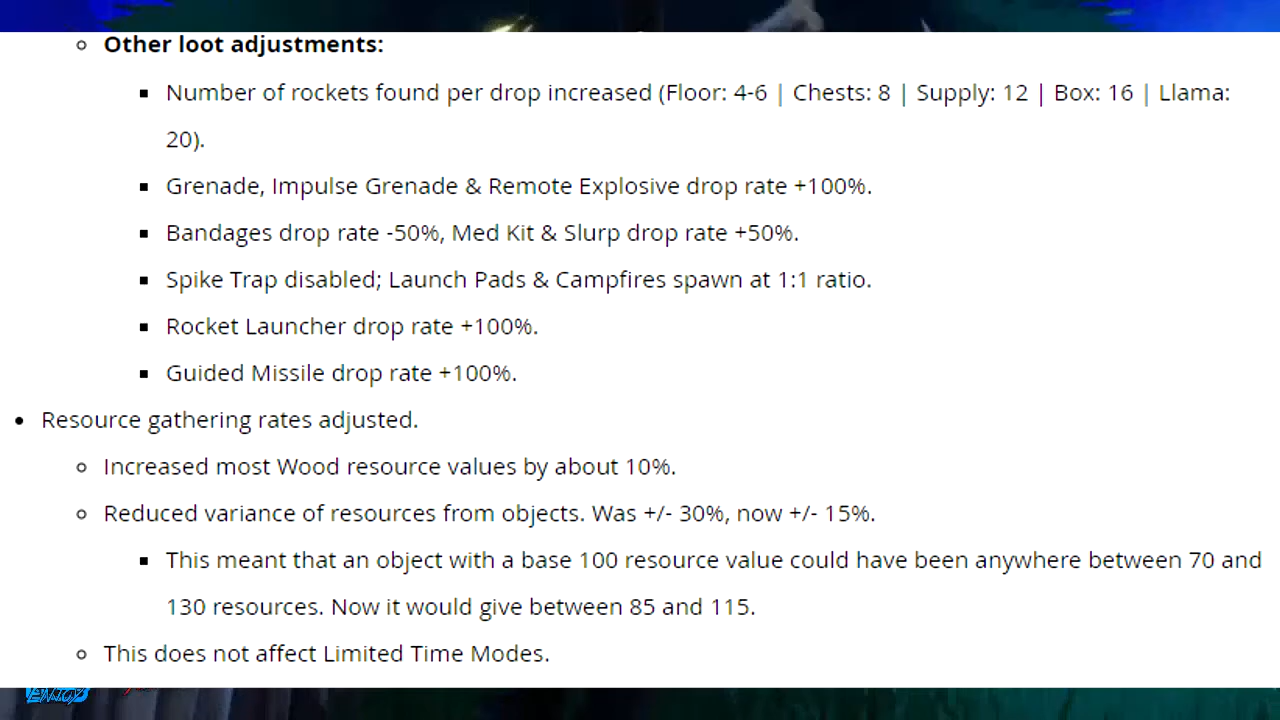 Other loot adjustments:
Number of rockets found per drop increased (Floor: 4-6 | Chests: 8 | Supply: 12 | Box: 16 | Llama:
20).
Grenade, Impulse Grenade & Remote Explosive drop rate +100%.
Bandages drop rate -50%, Med Kit & Slurp drop rate +50%.
Spike Trap disabled; Launch Pads & Campfires spawn at 1:1 ratio.
Rocket Launcher drop rate +100%.
Guided Missile drop rate +100%.
Resource gathering rates adjusted.
Increased most Wood resource values by about 10%.
Reduced variance of resources from objects. Was +/- 30%, now +/- 15%.
This meant that an object with a base 100 resource value could have been anywhere between 70 and
130 resources. Now it would give between 85 and 115.
This does not affect Limited Time Modes.